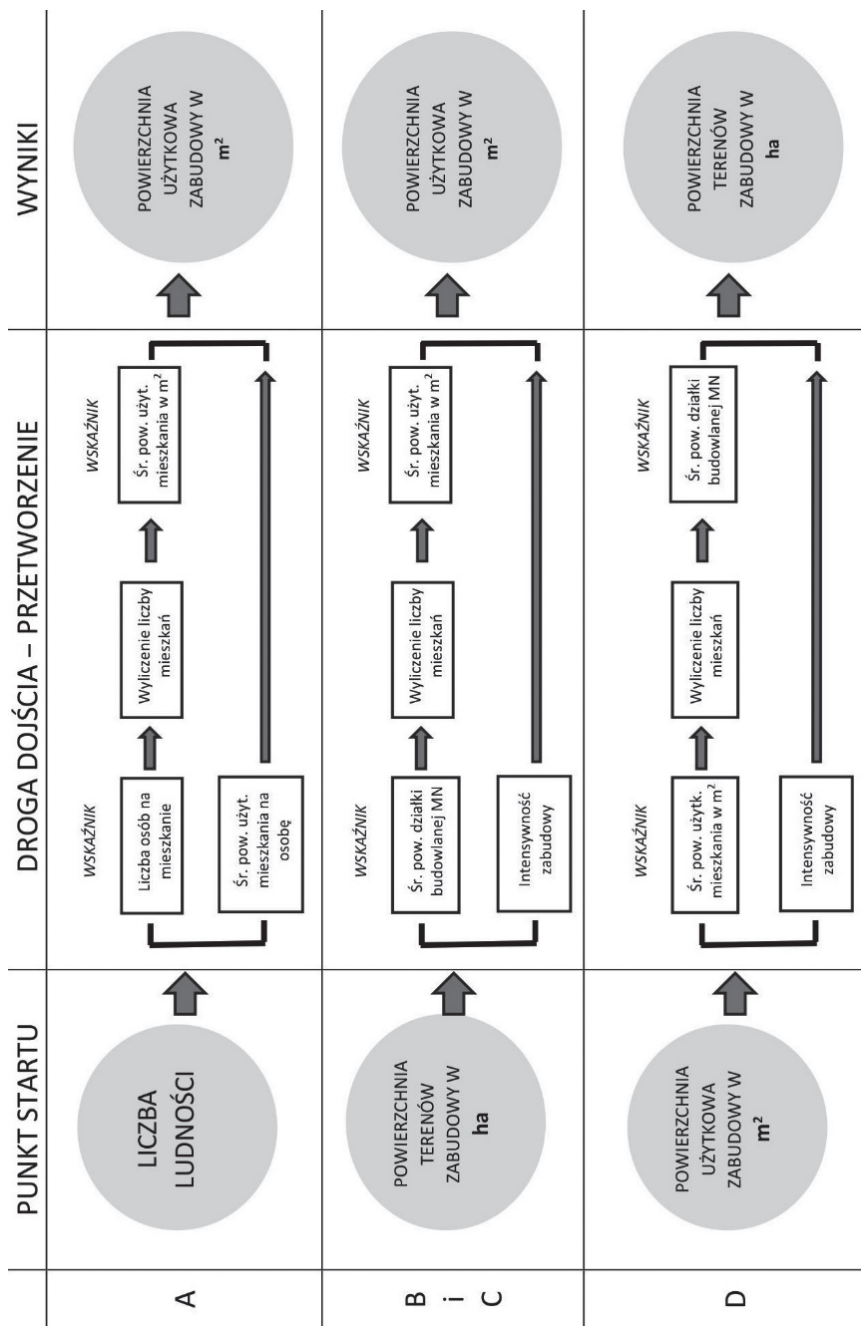 PUNKT STARTU
DROGA DOJŚCIA – PRZETWORZENIE
WYNIKI
A
LICZBA
LUDNOŚCI
WSKAŹNIK
Liczba osób na
mieszkanie
Wyliczenie liczby
mieszkań
WSKAŹNIK
Śr. pow. użyt.
mieszkania w m²
Śr. pow. użyt.
mieszkania na
osobę
POWIERZCHNIA
UŻYTKOWA
ZABUDOWY W
m²
B
i
C
POWIERZCHNIA
TERENÓW
ZABUDOWY W
ha
WSKAŹNIK
Śr. pow. działki
budowlanej MN
Wyliczenie liczby
mieszkań
WSKAŹNIK
Śr. pow. użyt.
mieszkania w m²
Intensywność
zabudowy
POWIERZCHNIA
UŻYTKOWA
ZABUDOWY W
m²
D
POWIERZCHNIA
UŻYTKOWA
ZABUDOWY W
m²
WSKAŹNIK
Śr. pow. użytk.
mieszkania w m²
Wyliczenie liczby
mieszkań
WSKAŹNIK
Śr. pow. działki
budowlanej MN
Intensywność
zabudowy
POWIERZCHNIA
TERENÓW
ZABUDOWY W
ha